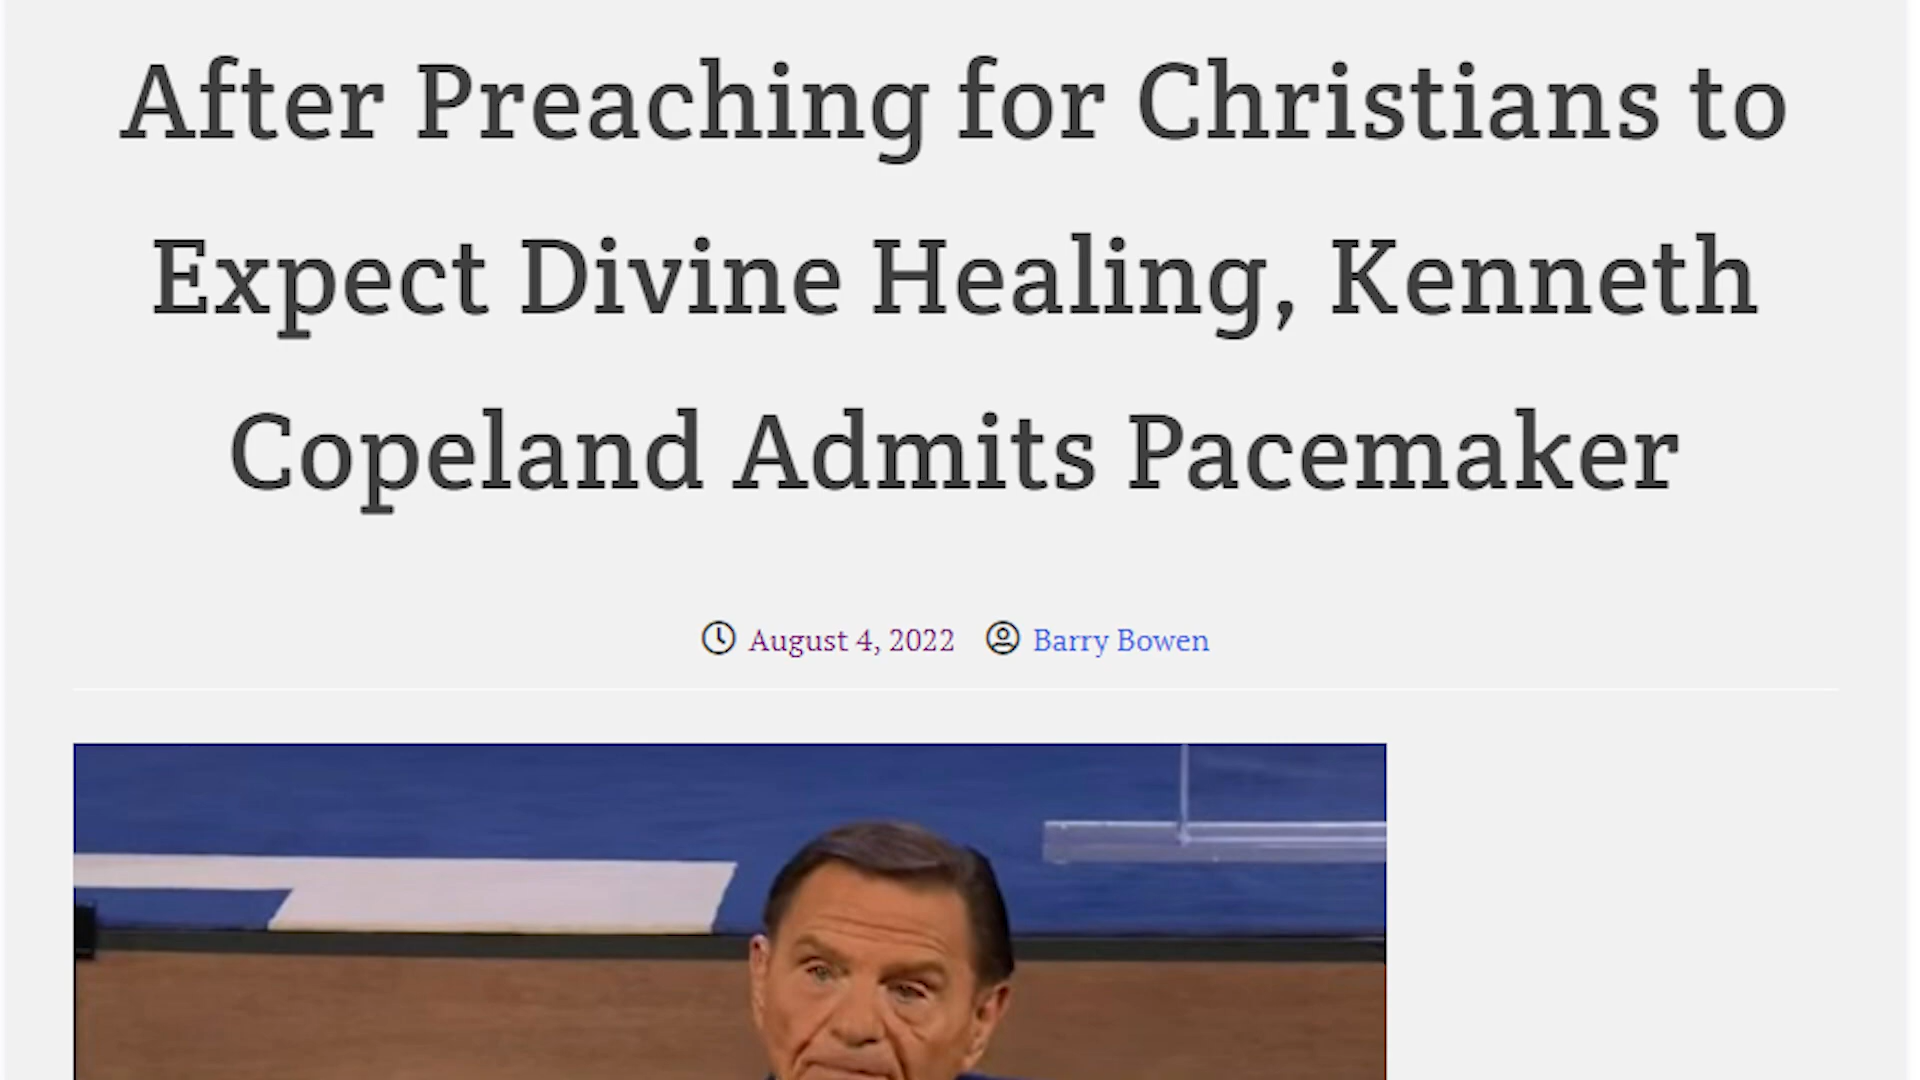 After Preaching for Christians to
Expect Divine Healing, Kenneth
Copeland Admits Pacemaker
August 4, 2022 Barry Bowen